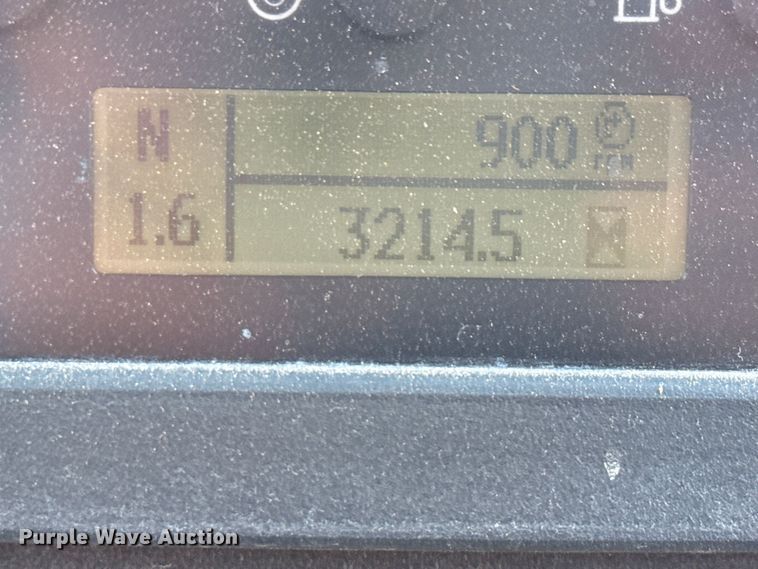 N 900
RPM
1.6 3214.5
Purple Wave Auction